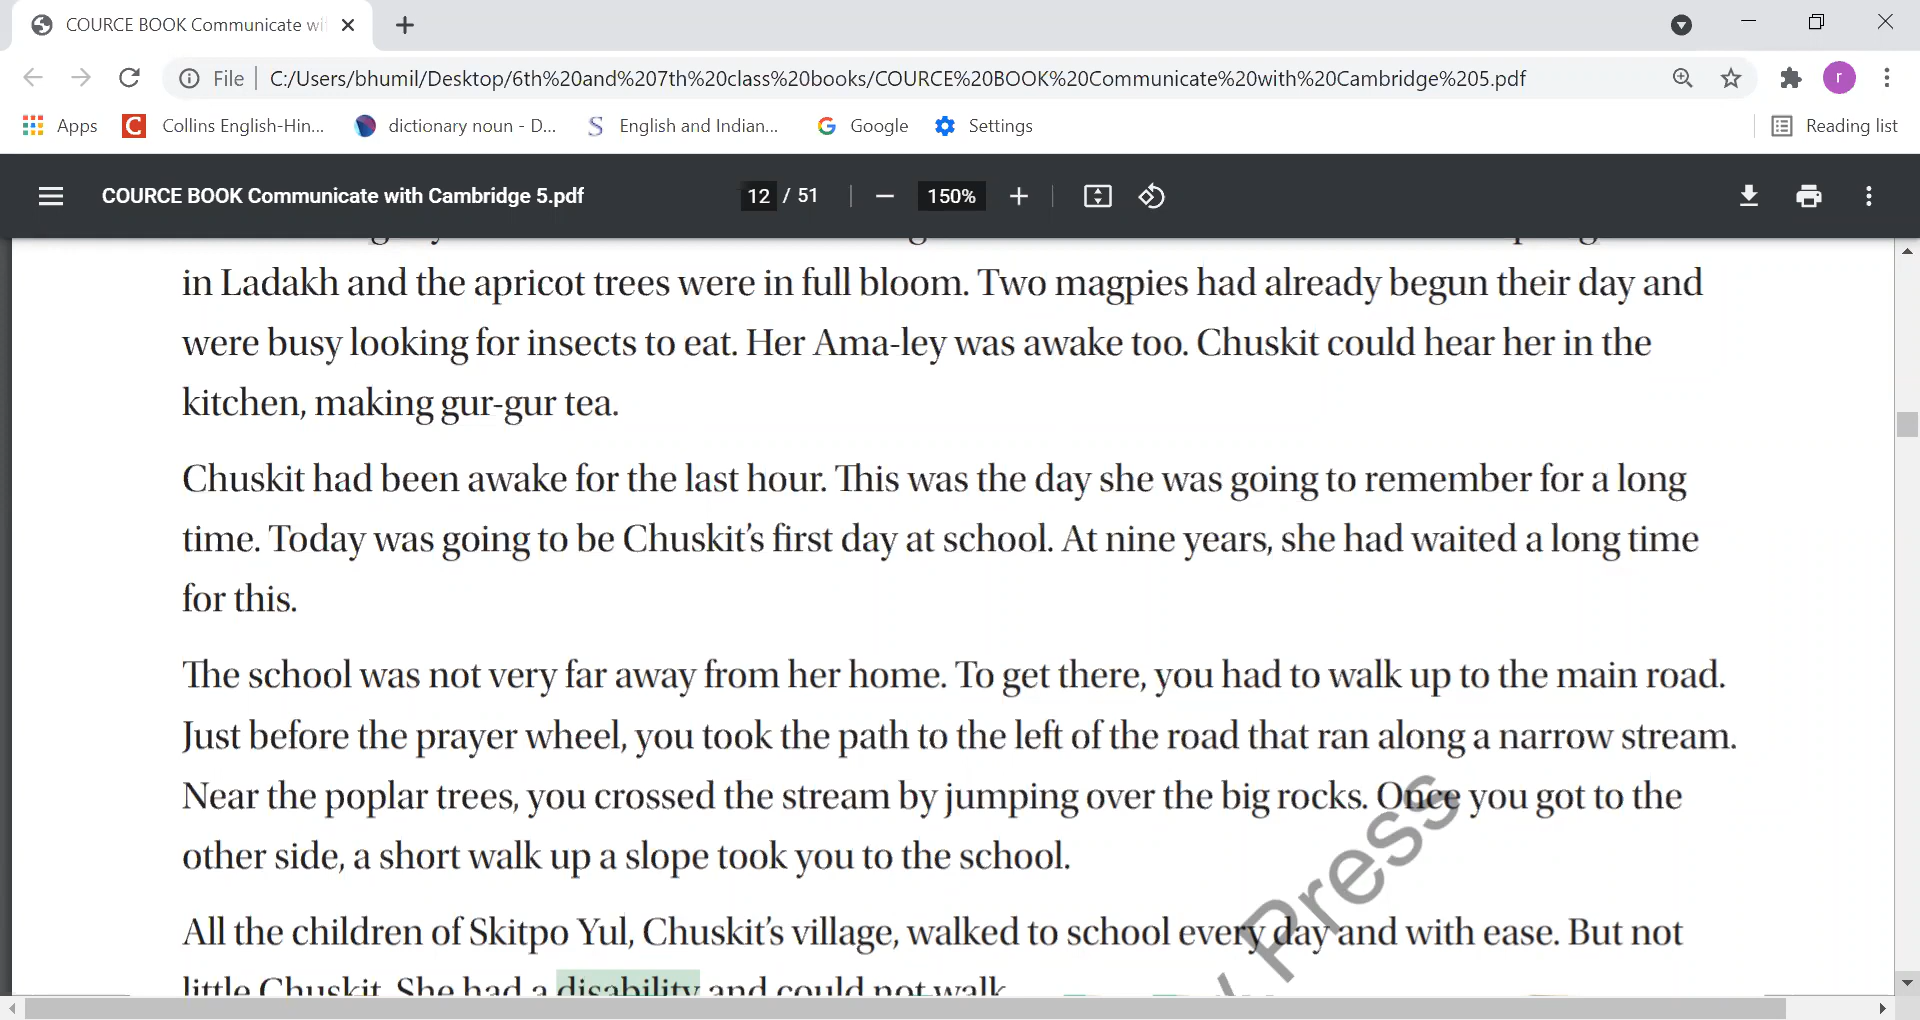 COURCE BOOK Communicate wi
File C:/Users/bhumil/Desktop/6th%20and%207th%20class%20books/COURCE%20BOOK%20Communicate%20with%20Cambridge%205.pdf
r
Apps Collins English-Hin... dictionary noun - D... English and Indian... Google Settings Reading list
COURCE BOOK Communicate with Cambridge 5.pdf 12 / 51 150%
in Ladakh and the apricot trees were in full bloom. Two magpies had already begun their day and
were busy looking for insects to eat. Her Ama-ley was awake too. Chuskit could hear her in the
kitchen, making gur-gur tea.
Chuskit had been awake for the last hour. This was the day she was going to remember for a long
time. Today was going to be Chuskit's first day at school. At nine years, she had waited a long time
for this.
The school was not very far away from her home. To get there, you had to walk up to the main road.
Just before the prayer wheel, you took the path to the left of the road that ran along a narrow stream.
Near the poplar trees, you crossed the stream by jumping over the big rocks. Once you got to the
other side, a short walk up a slope took you to the school.
All the children of Skitpo Yul, Chuskit's village, walked to school every day and with ease. But not
little Chuskit. She had a disability and could not walk
Press